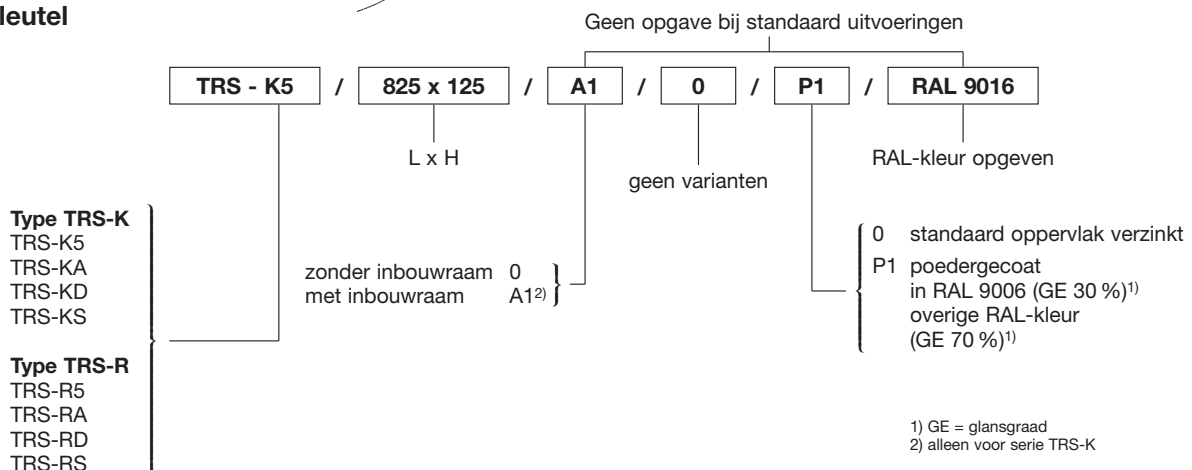 leutel
Geen opgave bij standaard uitvoeringen
TRS - K5 / 825 x 125 / A1 / 0 / P1 / RAL 9016
L x H
RAL-kleur opgeven
geen varianten
Type TRS-K
TRS-K5
TRS-KA
TRS-KD
TRS-KS
Type TRS-R
TRS-R5
TRS-RA
TRS-RD
TRS-RS
zonder inbouwraam 0
met inbouwraam A1 2)
0 standaard oppervlak verzinkt
P1 poedergecoat
in RAL 9006 (GE 30 %)1)
overige RAL-kleur
(GE 70 %)1)
1) GE = glansgraad
2) alleen voor serie TRS-K